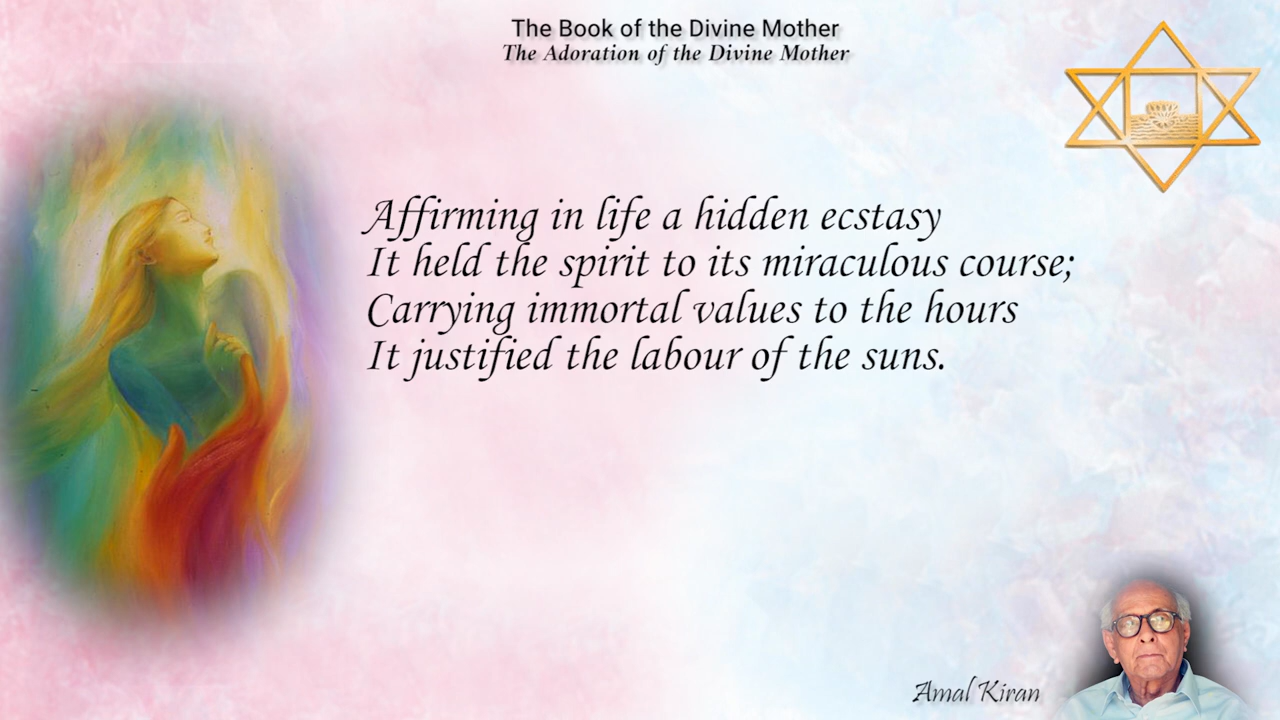 The Book of the Divine Mother
The Adoration of the Divine Mother
Affirming in life a hidden ecstasy
It held the spirit to its miraculous course;
Carrying immortal values to the hours
It justified the labour of the suns.
Amal Kiran